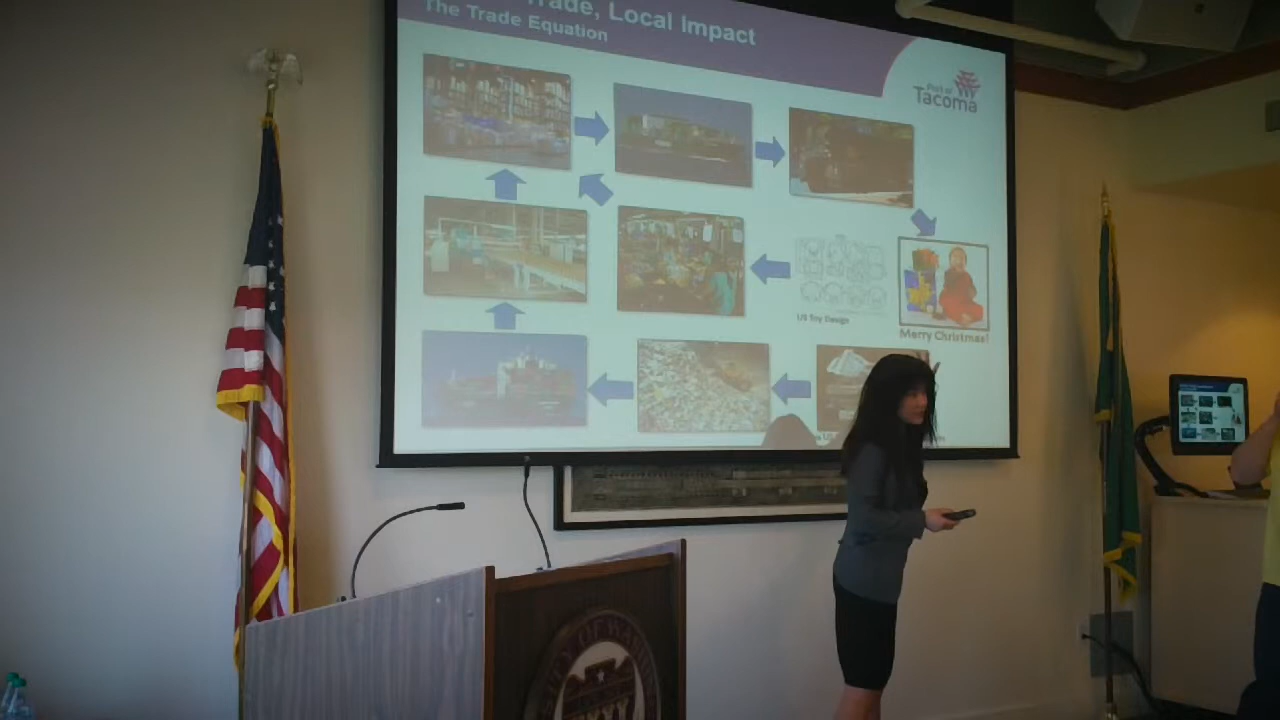 Trade, Local Impact
The Trade Equation
Port of
Tacoma
US Toy Design
Merry Christmas!